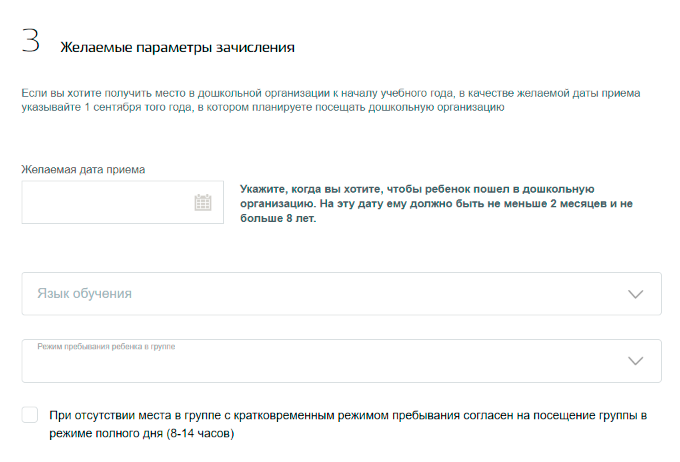 3 Желаемые параметры зачисления
Если вы хотите получить место в дошкольной организации к началу учебного года, в качестве желаемой даты приема
указывайте 1 сентября того года, в котором планируете посещать дошкольную организацию
Желаемая дата приема
Укажите, когда вы хотите, чтобы ребенок пошел в дошкольную
организацию. На эту дату ему должно быть не меньше 2 месяцев и не
больше 8 лет.
Язык обучения
Режим пребывания ребенка в группе
При отсутствии места в группе с кратковременным режимом пребывания согласен на посещение группы в
режиме полного дня (8-14 часов)